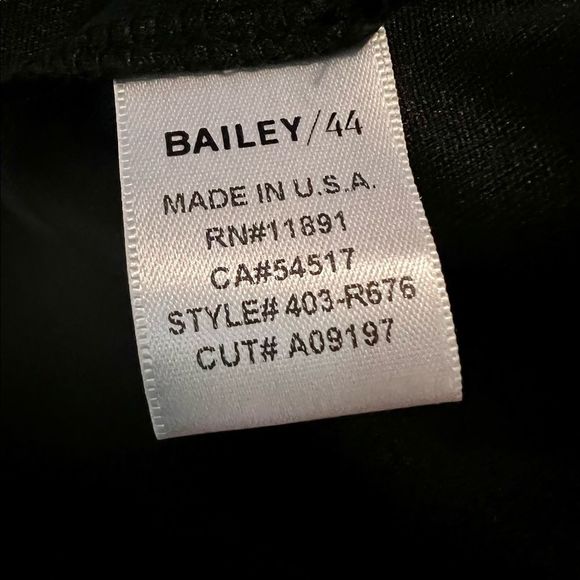 BAILEY/44
MADE IN U.S.A.
RN#11891
CA#54517
STYLE# 403-R676
CUT# A09197